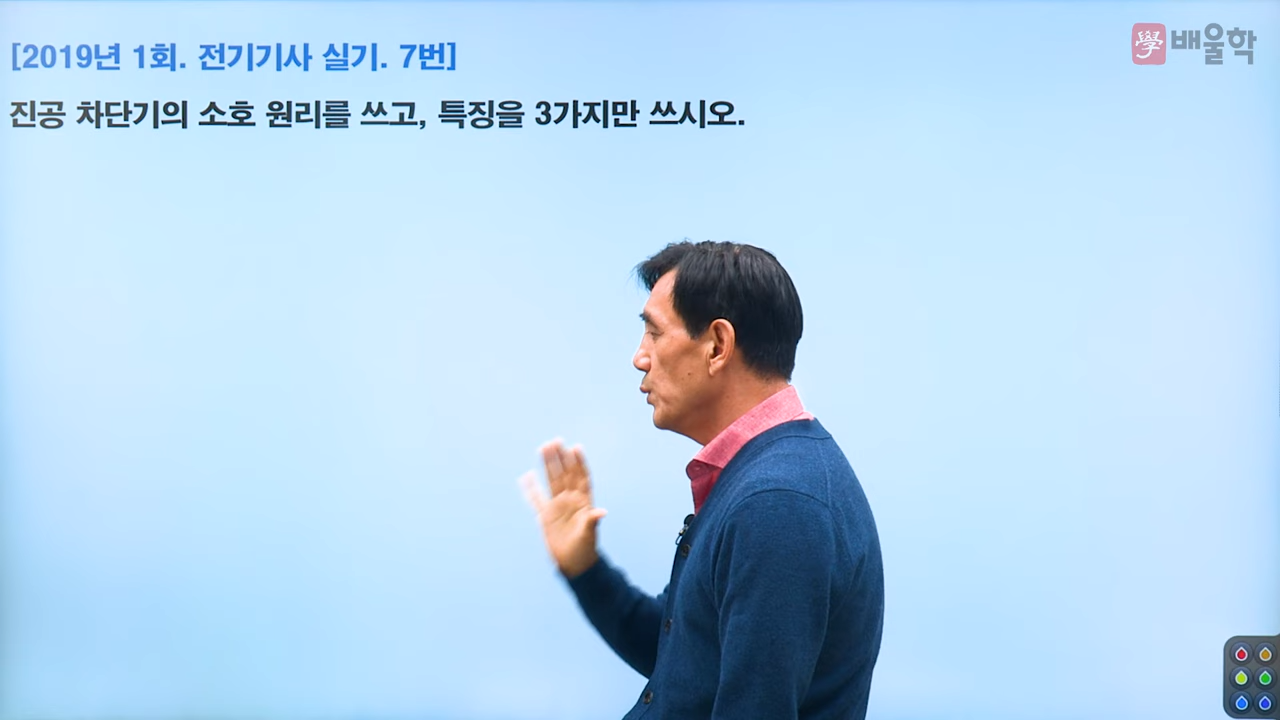 [2019년 1회. 전기기사 실기. 7번]
學 배울학
진공 차단기의 소호 원리를 쓰고, 특징을 3가지만 쓰시오.